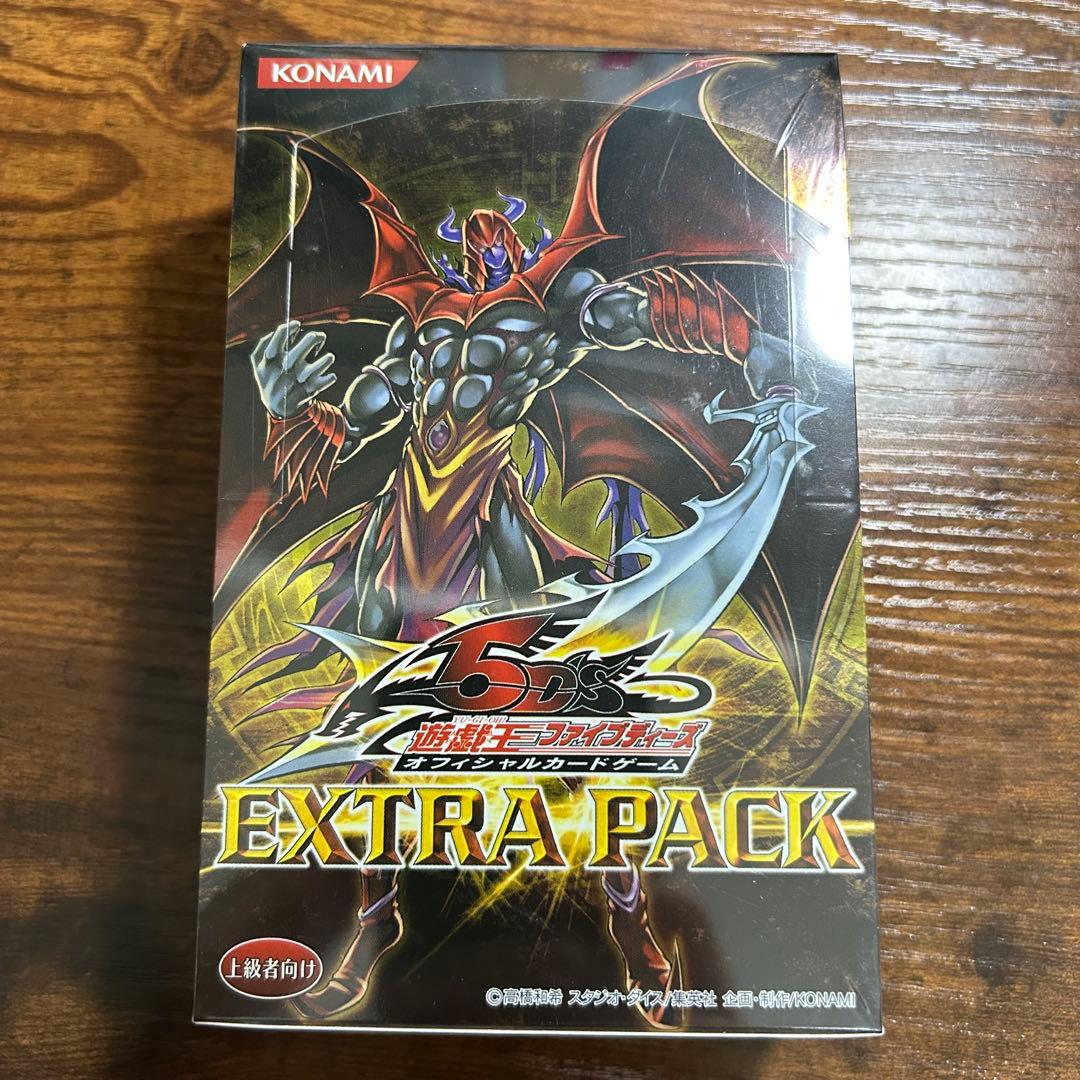 KONAMI
5D's
YU-GI-OH!
遊戯王ファイブディーズ
オフィシャルカードゲーム
EXTRA PACK
上級者向け
©高橋和希 スタジオ・ダイス/集英社 企画・制作/KONAMI